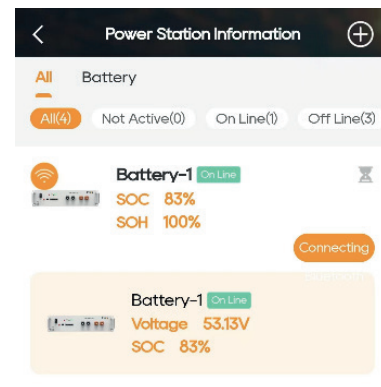 Power Station Information
All Battery
All(4) Not Active(0) On Line(1) Off Line(3)
Battery-1 On Line
SOC 83%
SOH 100%
Connecting
Battery-1 On Line
Voltage 53.13V
SOC 83%